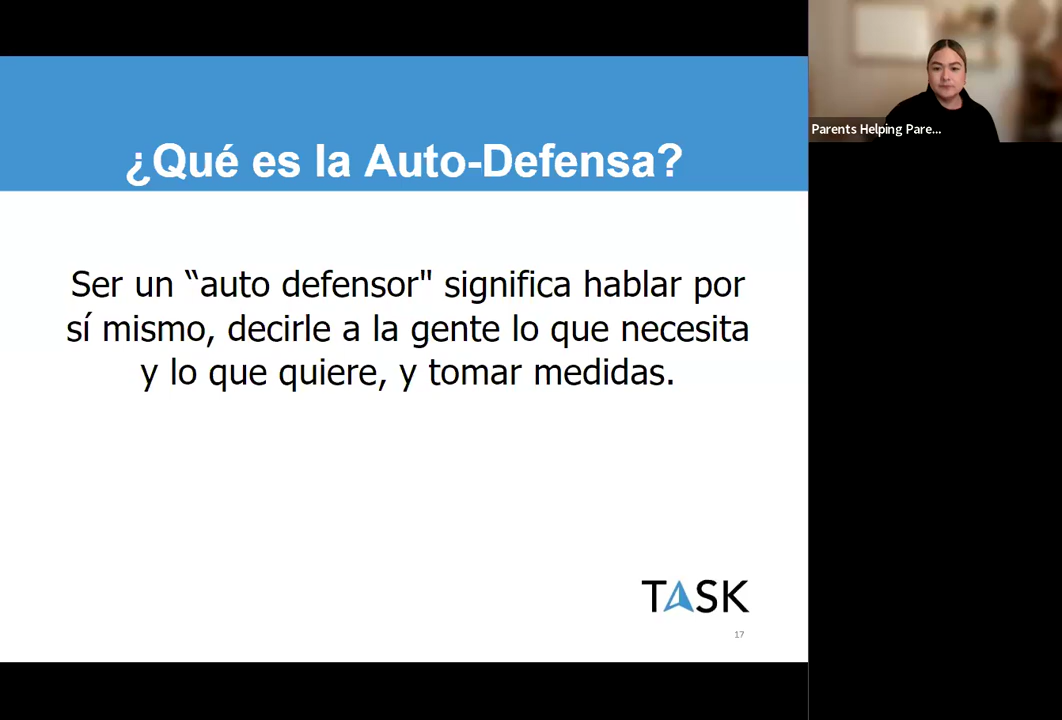 ¿Qué es la Auto-Defensa?
Ser un “auto defensor" significa hablar por
sí mismo, decirle a la gente lo que necesita
y lo que quiere, y tomar medidas.
TASK
17
Parents Helping Pare...